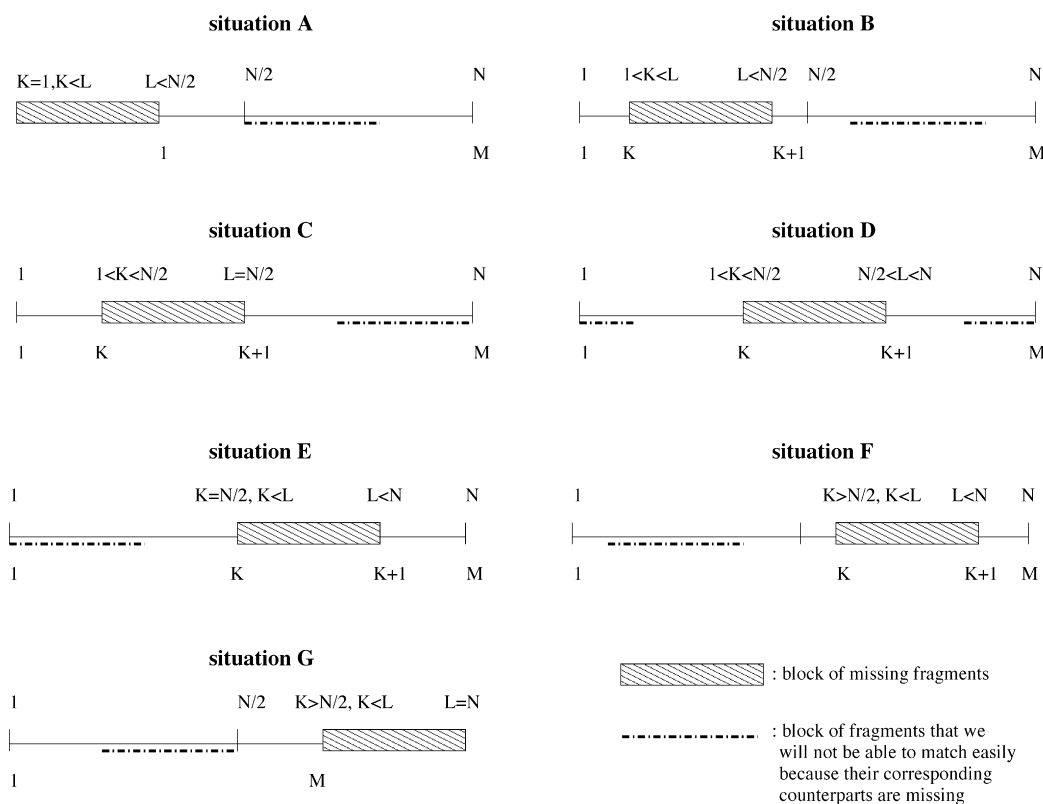 situation A
K=1,K<L L<N/2 N/2 N
1 M
situation B
1 1<K<L L<N/2 N/2 N
1 K K+1 M
situation C
1 1<K<N/2 L=N/2 N
1 K K+1 M
situation D
1 1<K<N/2 N/2<L<N N
1 K K+1 M
situation E
1 K=N/2, K<L L<N N
1 K K+1 M
situation F
1 K>N/2, K<L L<N N
1 K K+1 M
situation G
1 N/2 K>N/2, K<L L=N
1 M
: block of missing fragments
: block of fragments that we
will not be able to match easily
because their corresponding
counterparts are missing